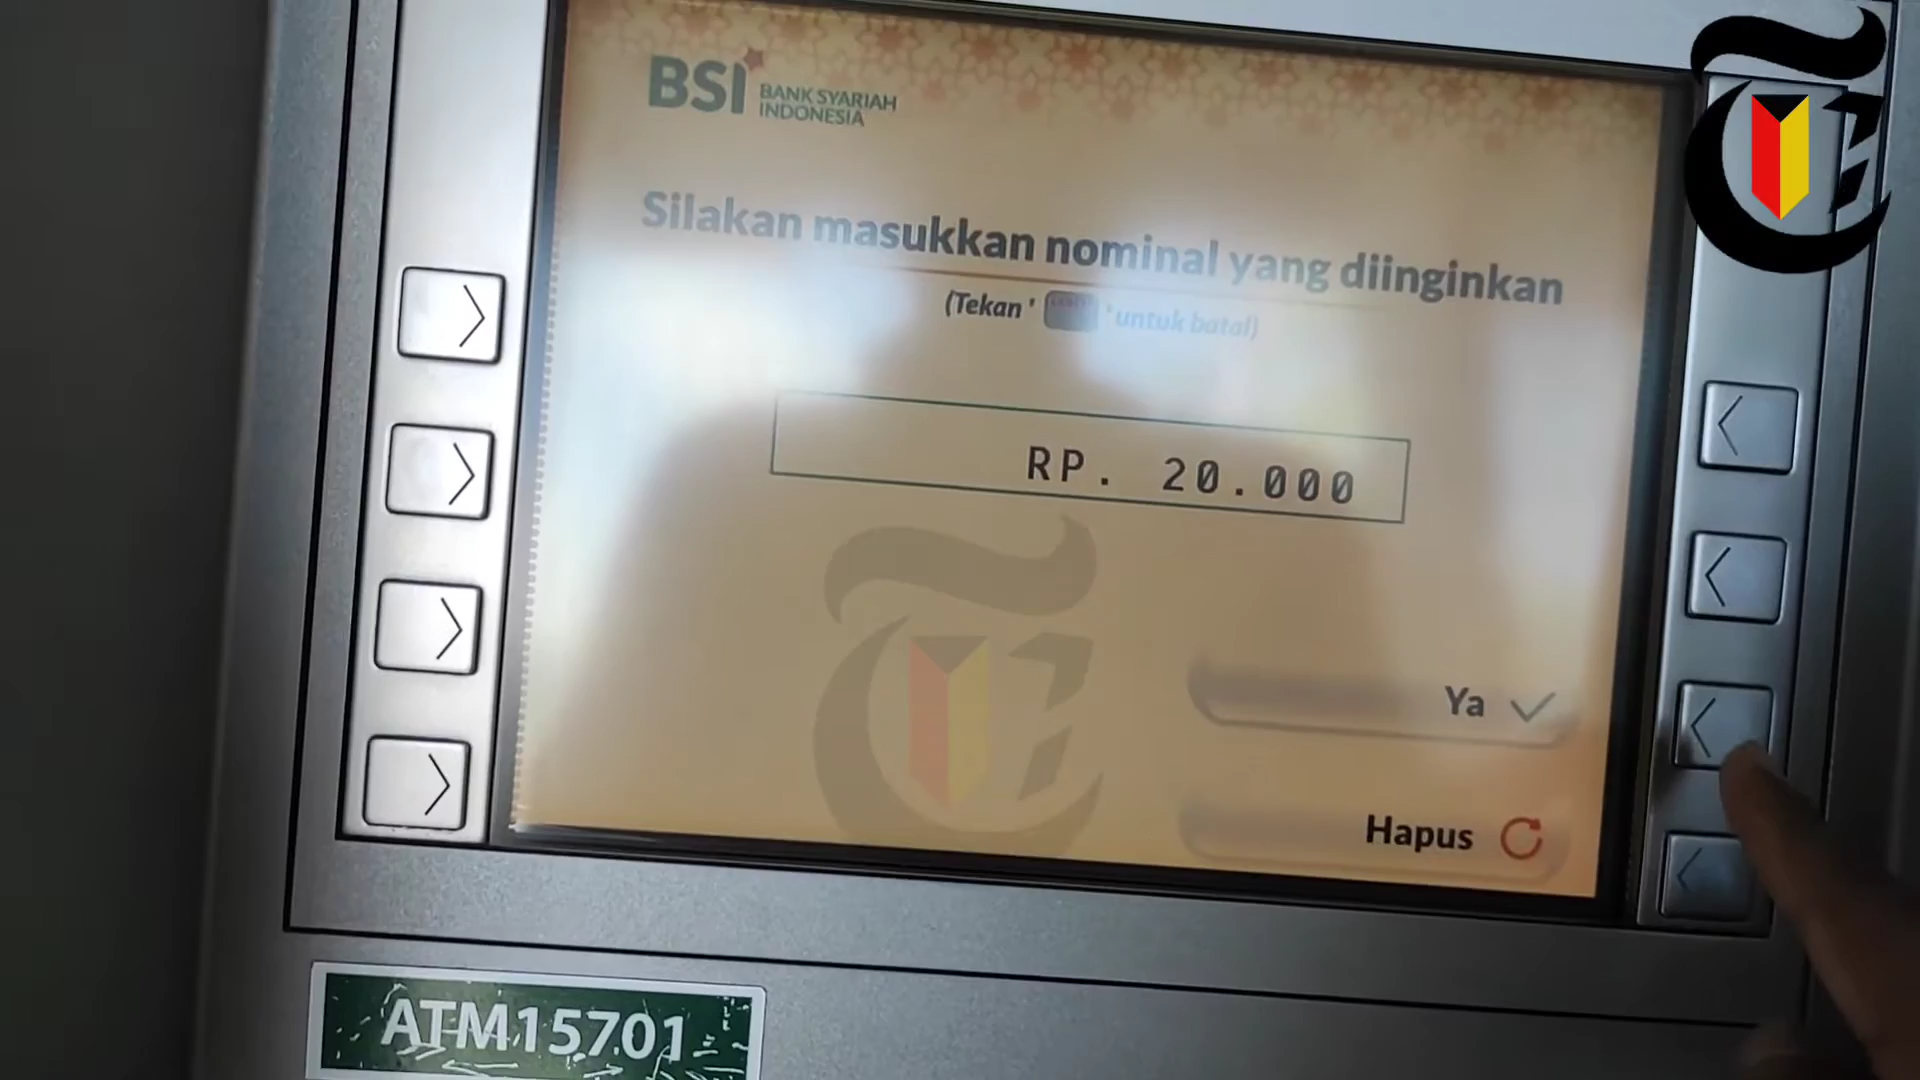 BSI BANK SYARIAH
INDONESIA
Silakan masukkan nominal yang diinginkan
(Tekan ' ' untuk batal)
RP. 20.000
Ya
Hapus
ATM15701